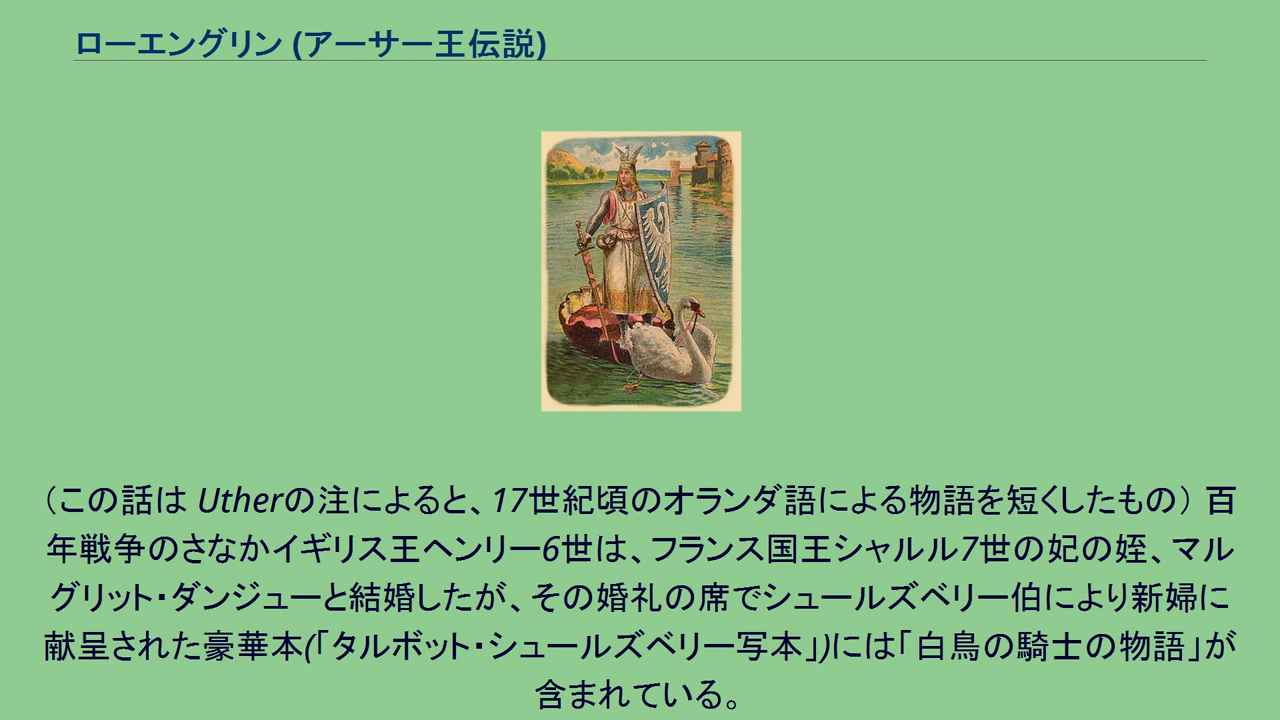 ローエングリン (アーサー王伝説)
（この話は Utherの注によると、17世紀頃のオランダ語による物語を短くしたもの） 百
年戦争のさなかイギリス王ヘンリー6世は、フランス国王シャルル7世の妃の姪、マル
グリット・ダンジューと結婚したが、その婚礼の席でシュールズベリー伯により新婦に
献呈された豪華本(「タルボット・シュールズベリー写本」)には「白鳥の騎士の物語」が
含まれている。